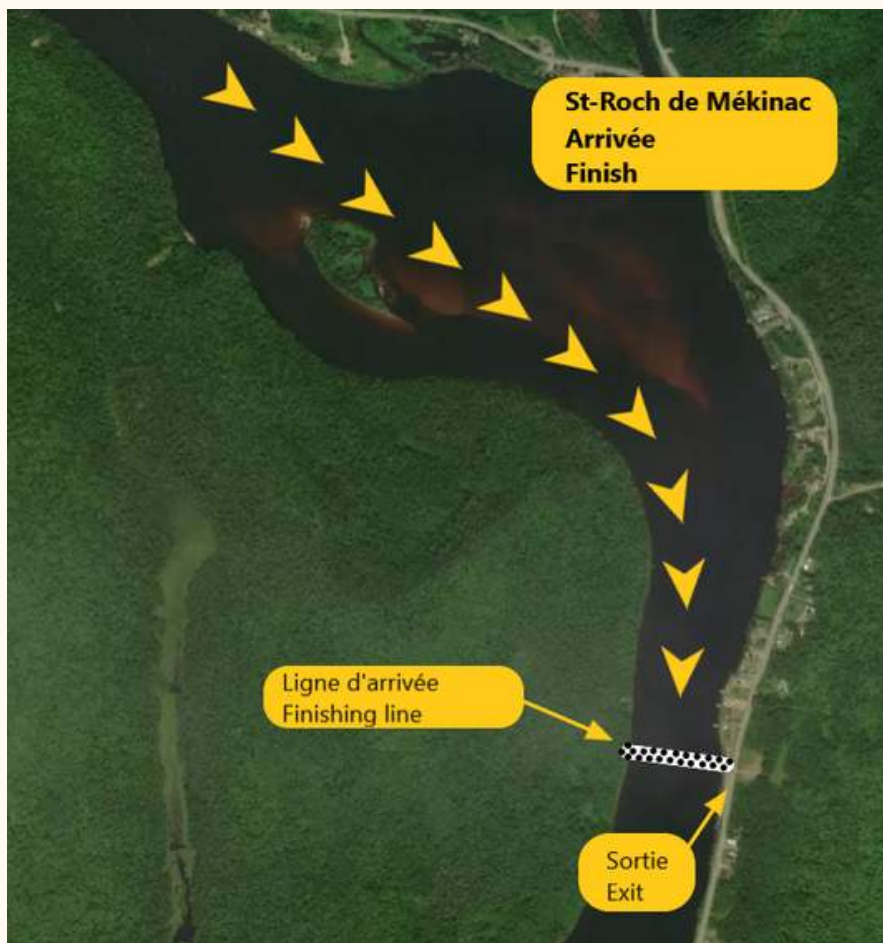 St-Roch de Mékinac
Arrivée
Finish
Ligne d'arrivée
Finishing line
Sortie
Exit